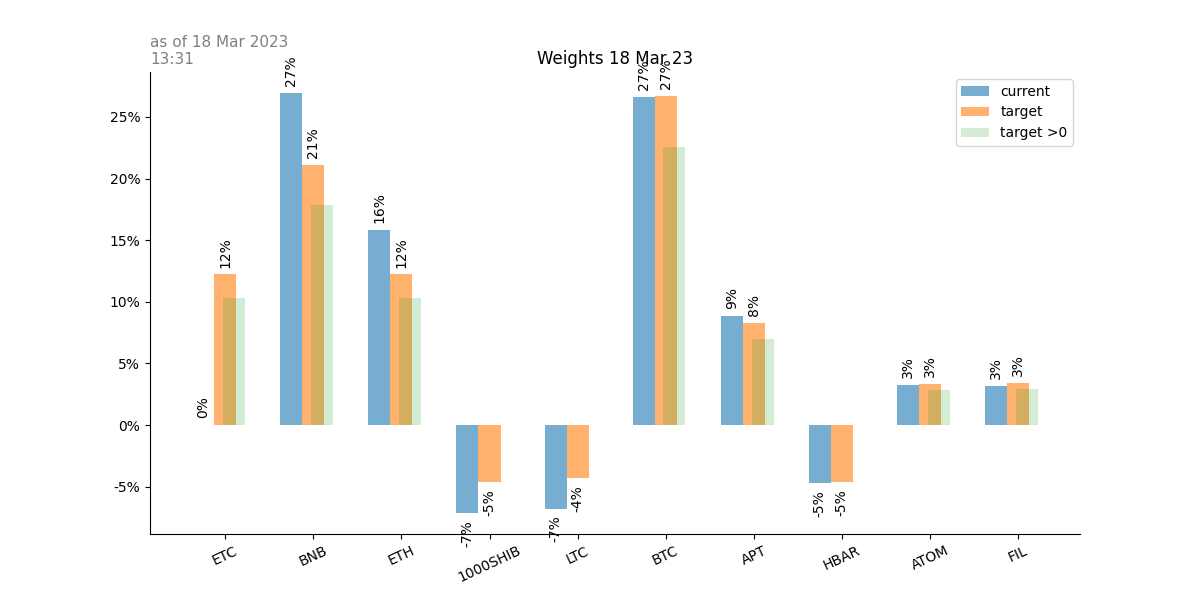 as of 18 Mar 2023
13:31
Weights 18 Mar 23
current
target
target >0
25%
20%
15%
10%
5%
0%
-5%
0%
12%
27%
21%
16%
12%
-7%
-5%
-7%
-4%
27%
27%
9%
8%
-5%
-5%
3%
3%
3%
3%
ETC
BNB
ETH
1000SHIB
LTC
BTC
APT
HBAR
ATOM
FIL